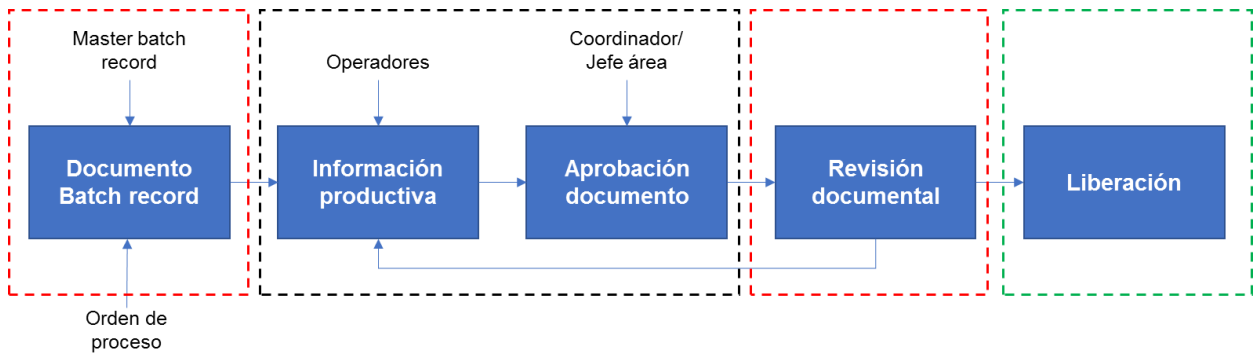 Master batch
record
Operadores
Coordinador/
Jefe área
Documento
Batch record
Información
productiva
Aprobación
documento
Revisión
documental
Liberación
Orden de
proceso